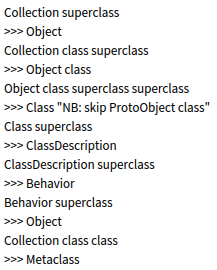 Collection superclass
>>> Object
Collection class superclass
>>> Object class
Object class superclass superclass
>>> Class "NB: skip ProtoObject class"
Class superclass
>>> ClassDescription
ClassDescription superclass
>>> Behavior
Behavior superclass
>>> Object
Collection class class
>>> Metaclass